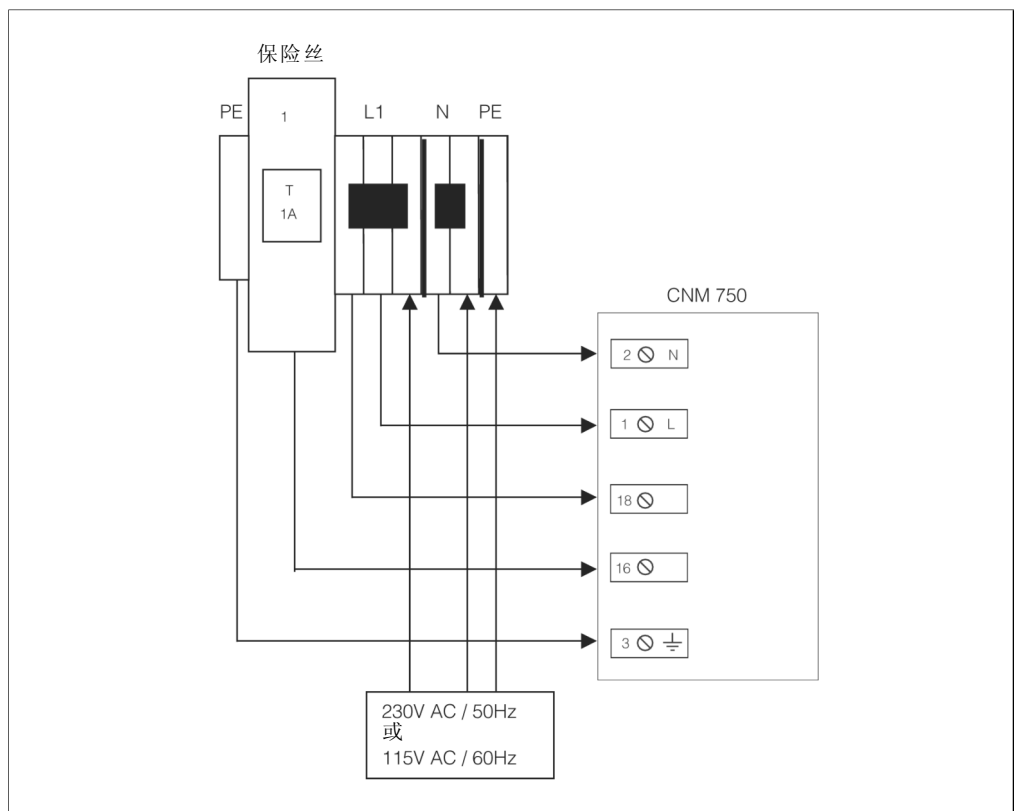 保险丝
PE
1
L1
N
PE
T
1A
CNM 750
2 N
1 L
18
16
3
230V AC / 50Hz
或
115V AC / 60Hz